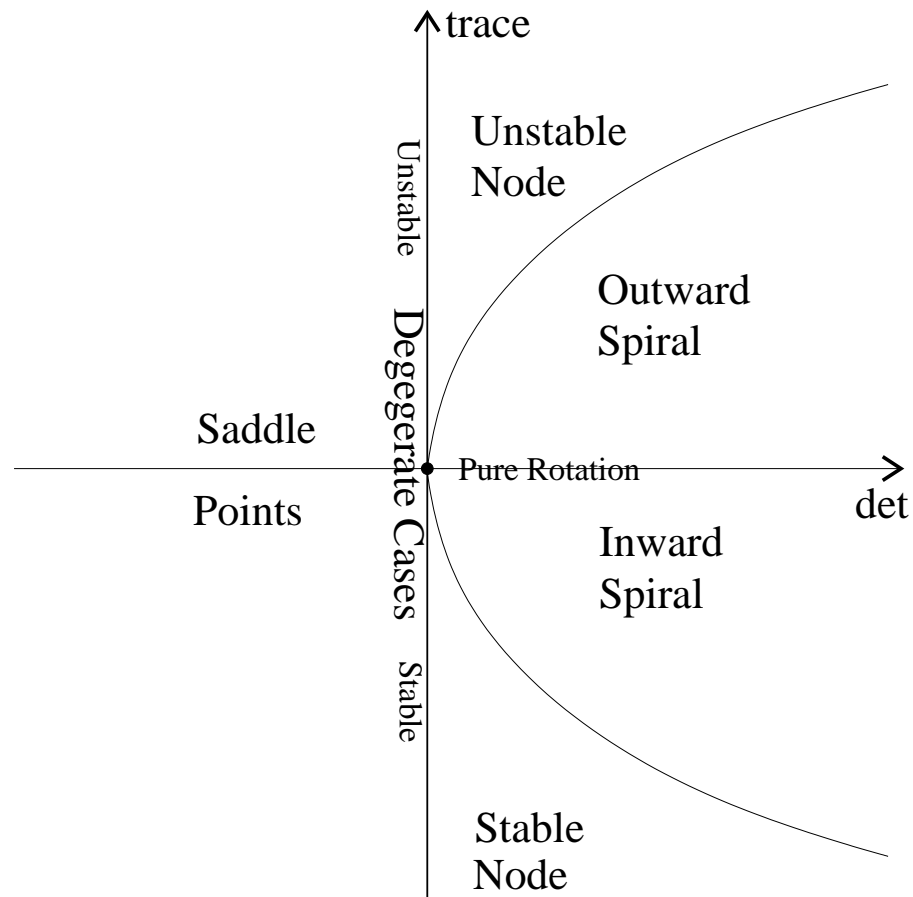 trace
Unstable
Node
Unstable
Outward
Spiral
Degegerate Cases
Saddle
Pure Rotation
det
Points
Inward
Spiral
Stable
Stable
Node